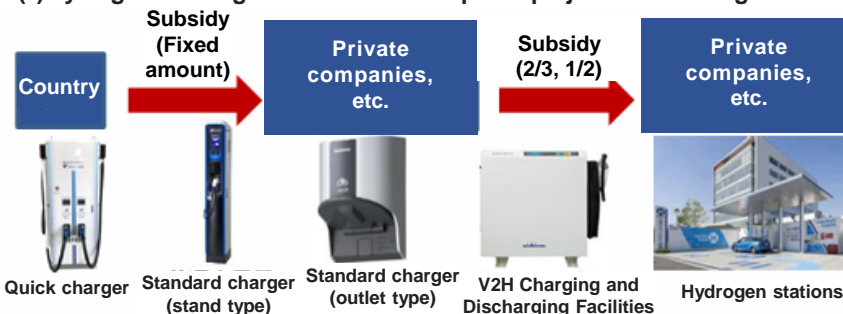 Subsidy
(Fixed
amount)
Country
Private
companies,
etc.
Subsidy
(2/3, 1/2)
Private
companies,
etc.
Quick charger
Standard charger
(stand type)
Standard charger
(outlet type)
V2H Charging and
Discharging Facilities
Hydrogen stations